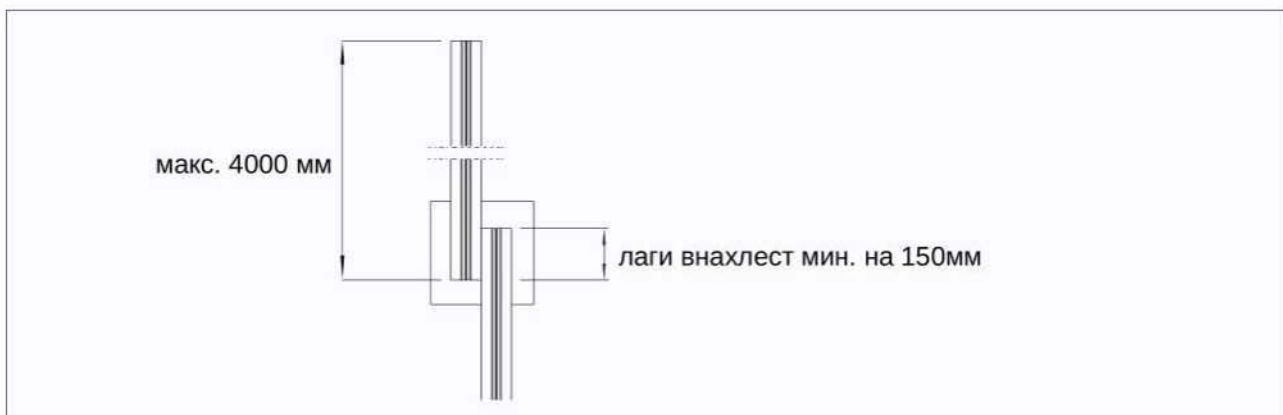 макс. 4000 мм
лаги внахлест мин. на 150мм